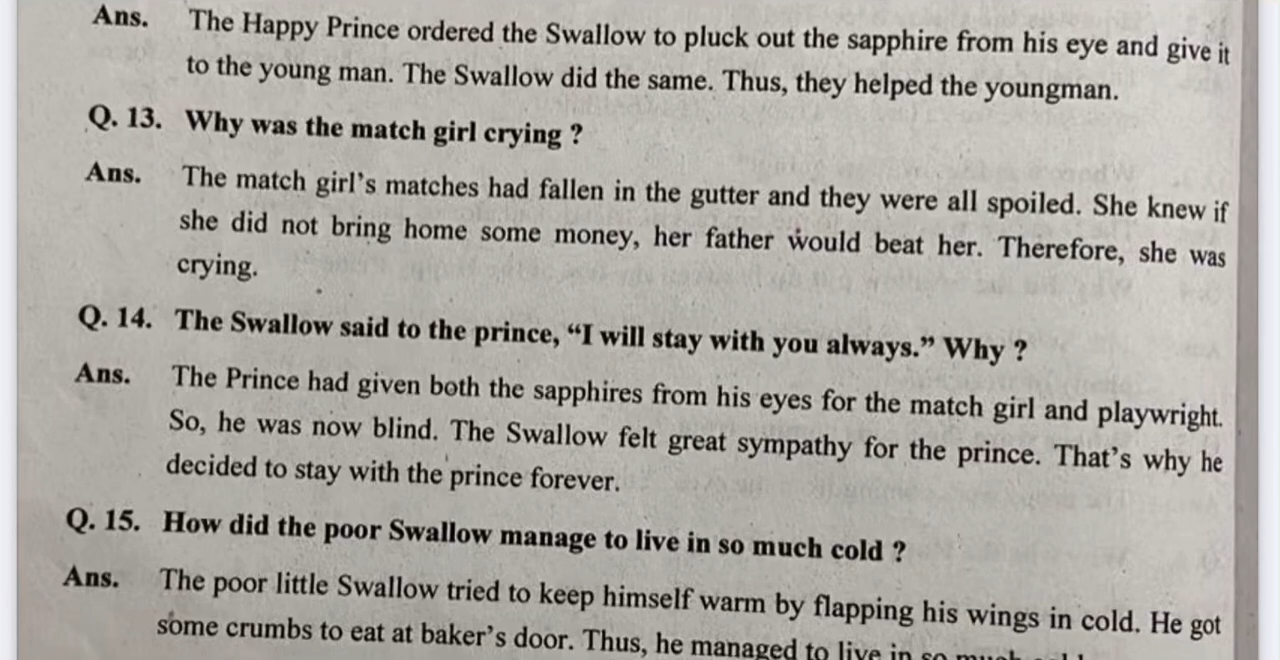 Ans. The Happy Prince ordered the Swallow to pluck out the sapphire from his eye and give it
to the young man. The Swallow did the same. Thus, they helped the youngman.
Q. 13. Why was the match girl crying ?
Ans. The match girl's matches had fallen in the gutter and they were all spoiled. She knew if
she did not bring home some money, her father would beat her. Therefore, she was
crying.
Q. 14. The Swallow said to the prince, “I will stay with you always.” Why ?
Ans. The Prince had given both the sapphires from his eyes for the match girl and playwright.
So, he was now blind. The Swallow felt great sympathy for the prince. That's why he
decided to stay with the prince forever.
Q. 15. How did the poor Swallow manage to live in so much cold ?
Ans. The poor little Swallow tried to keep himself warm by flapping his wings in cold. He got
some crumbs to eat at baker's door. Thus, he managed to live in so much